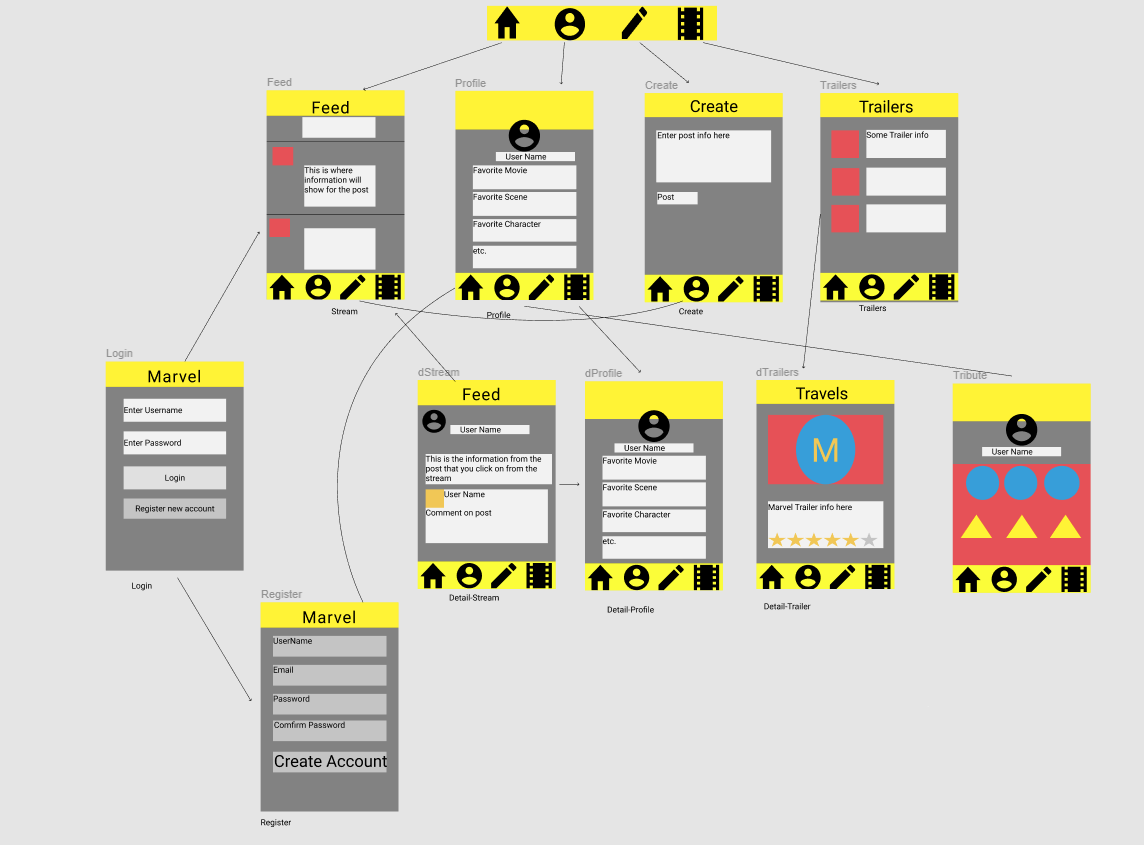 Feed
Feed
This is where
information will
show for the post
Stream
Profile
User Name
Favorite Movie
Favorite Scene
Favorite Character
etc.
Profile
Create
Create
Enter post info here
Post
Create
Trailers
Trailers
Some Trailer info
Trailers
Login
Marvel
Enter Username
Enter Password
Login
Register new account
Login
dStream
Feed
User Name
This is the information from the
post that you click on from the
stream
User Name
Comment on post
Detail-Stream
dProfile
User Name
Favorite Movie
Favorite Scene
Favorite Character
etc.
Detail-Profile
dTrailers
Travels
M
Marvel Trailer info here
Detail-Trailer
Tribute
User Name
Register
Marvel
UserName
Email
Password
Comfirm Password
Create Account
Register